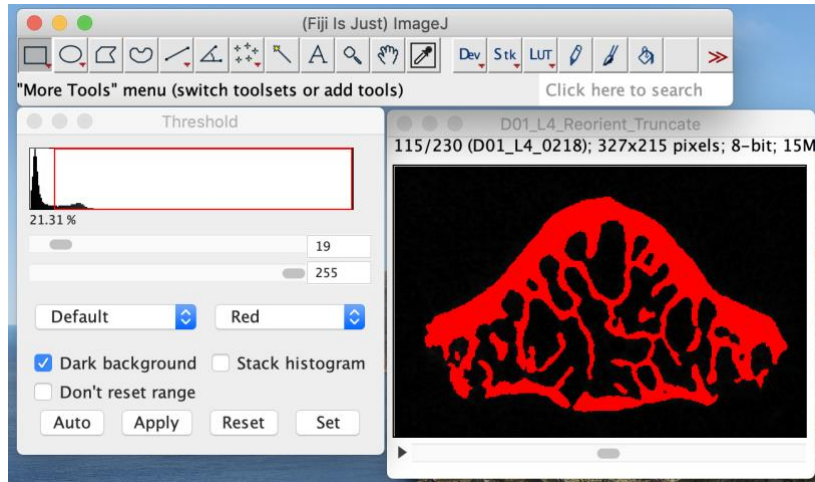 (Fiji Is Just) ImageJ
A Dev Stk LUT >>
"More Tools" menu (switch toolsets or add tools) Click here to search
Threshold
D01_L4_Reorient_Truncate
115/230 (D01_L4_0218); 327x215 pixels; 8-bit; 15M
21.31 %
19
255
Default Red
Dark background Stack histogram
Don't reset range
Auto Apply Reset Set